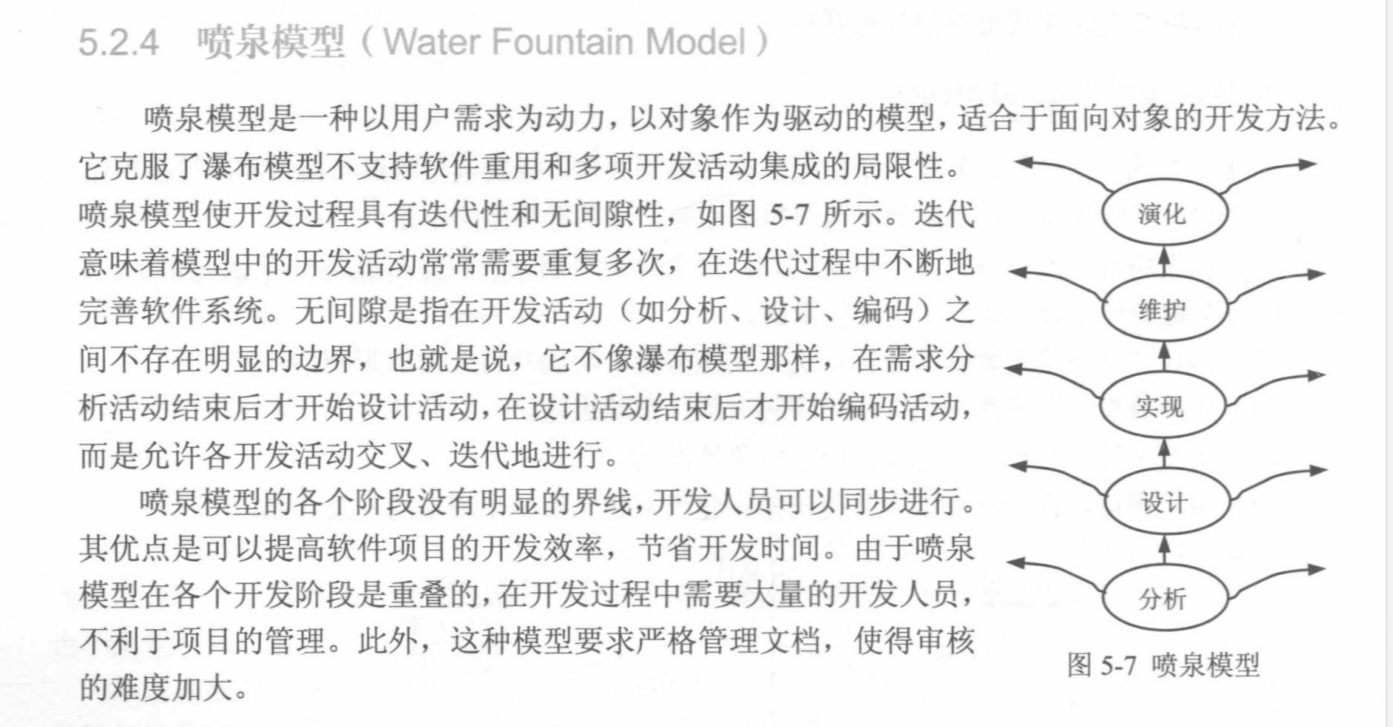 5.2.4 喷泉模型（Water Fountain Model）
喷泉模型是一种以用户需求为动力，以对象作为驱动的模型，适合于面向对象的开发方法。
它克服了瀑布模型不支持软件重用和多项开发活动集成的局限性。
喷泉模型使开发过程具有迭代性和无间隙性，如图 5-7 所示。迭代
意味着模型中的开发活动常常需要重复多次，在迭代过程中不断地
完善软件系统。无间隙是指在开发活动（如分析、设计、编码）之
间不存在明显的边界，也就是说，它不像瀑布模型那样，在需求分
析活动结束后才开始设计活动，在设计活动结束后才开始编码活动，
而是允许各开发活动交叉、迭代地进行。
喷泉模型的各个阶段没有明显的界线，开发人员可以同步进行。
其优点是可以提高软件项目的开发效率，节省开发时间。由于喷泉
模型在各个开发阶段是重叠的，在开发过程中需要大量的开发人员，
不利于项目的管理。此外，这种模型要求严格管理文档，使得审核
的难度加大。
演化
维护
实现
设计
分析
图 5-7 喷泉模型